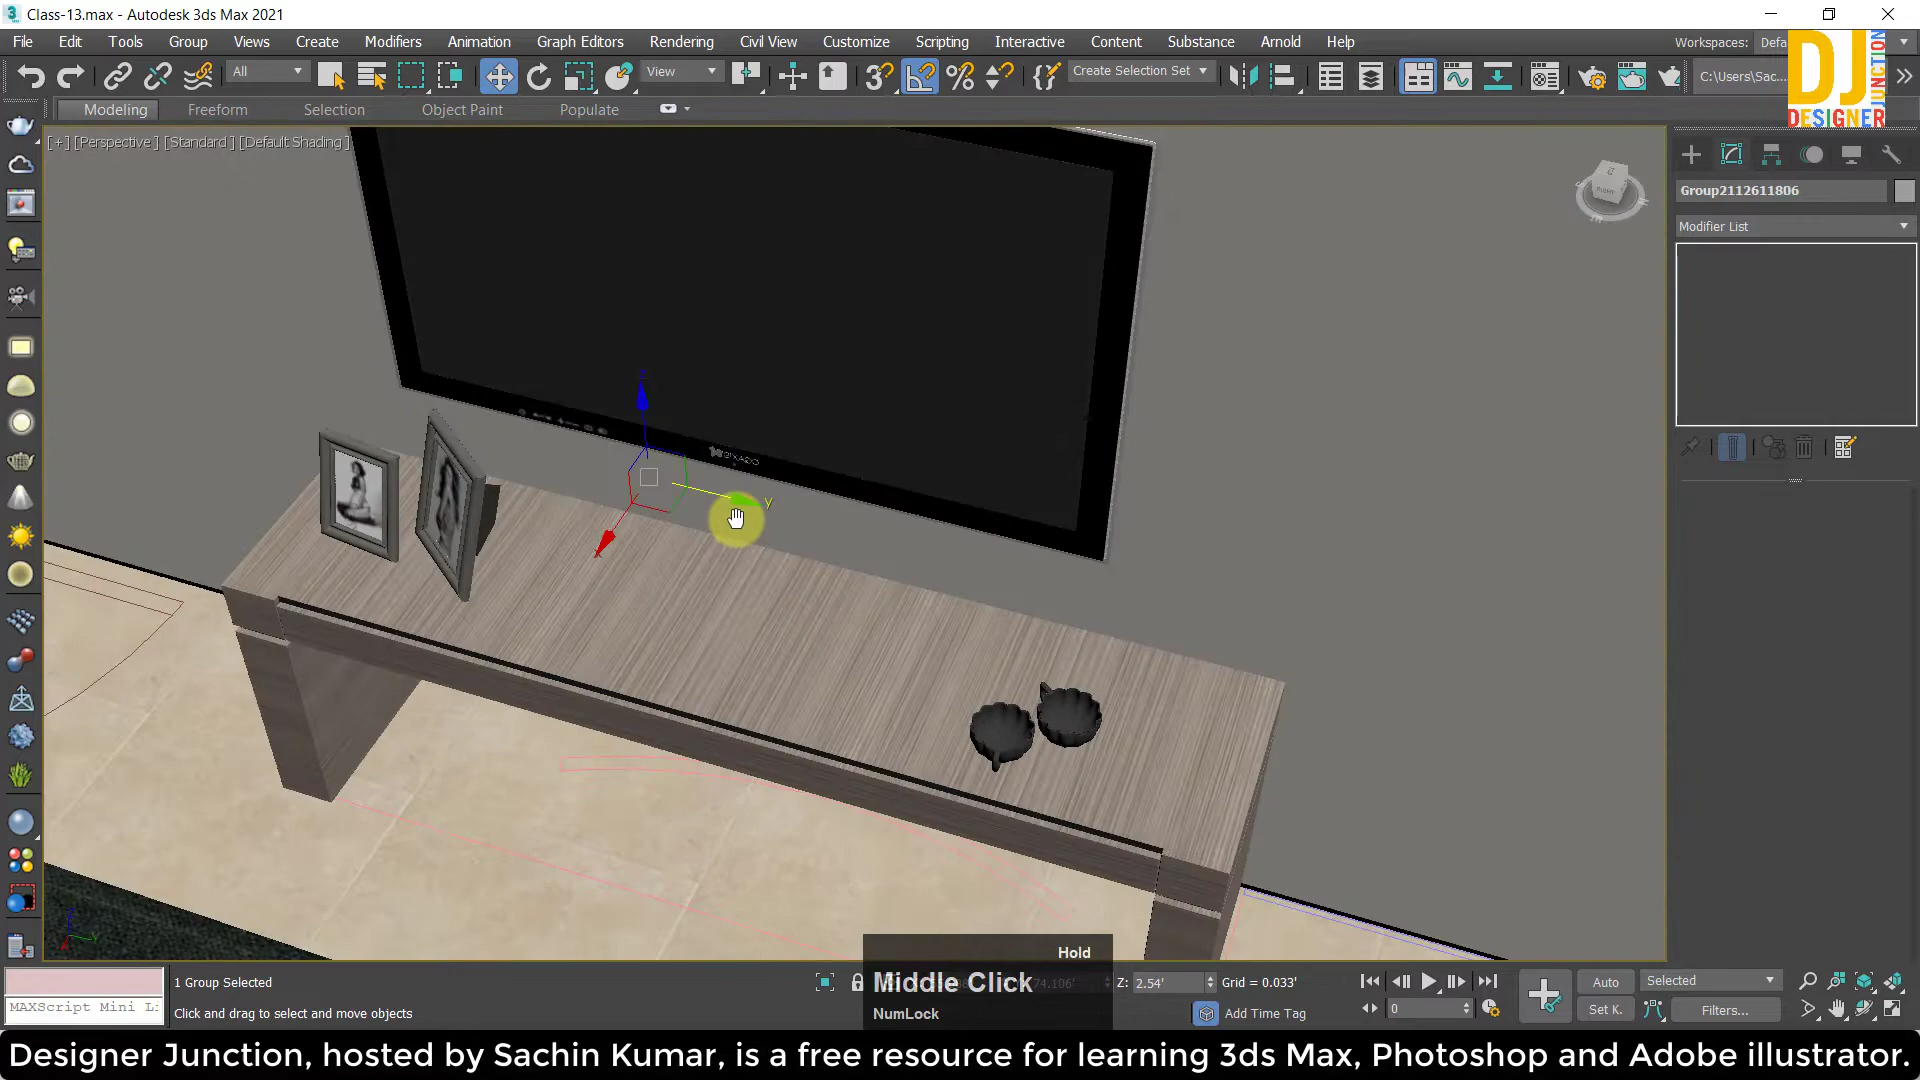 Class-13.max - Autodesk 3ds Max 2021
File Edit Tools Group Views Create Modifiers Animation Graph Editors Rendering Civil View Customize Scripting Interactive Content Substance Arnold Help
Workspaces: Defa
All
View
Create Selection Set
C:\Users\Sac...
DJ
JUNCTION
DESIGNER
Modeling Freeform Selection Object Paint Populate
[ + ] [Perspective ] [Standard ] [Default Shading ]
RIGHT
Group2112611806
Modifier List
z
y
x
Hold
Middle Click
NumLock
1 Group Selected
Click and drag to select and move objects
MAXScript Mini Li
74.106'
Z: 2.54'
Grid = 0.033'
Add Time Tag
0
Auto
Selected
Set K.
Filters...
Designer Junction, hosted by Sachin Kumar, is a free resource for learning 3ds Max, Photoshop and Adobe illustrator.